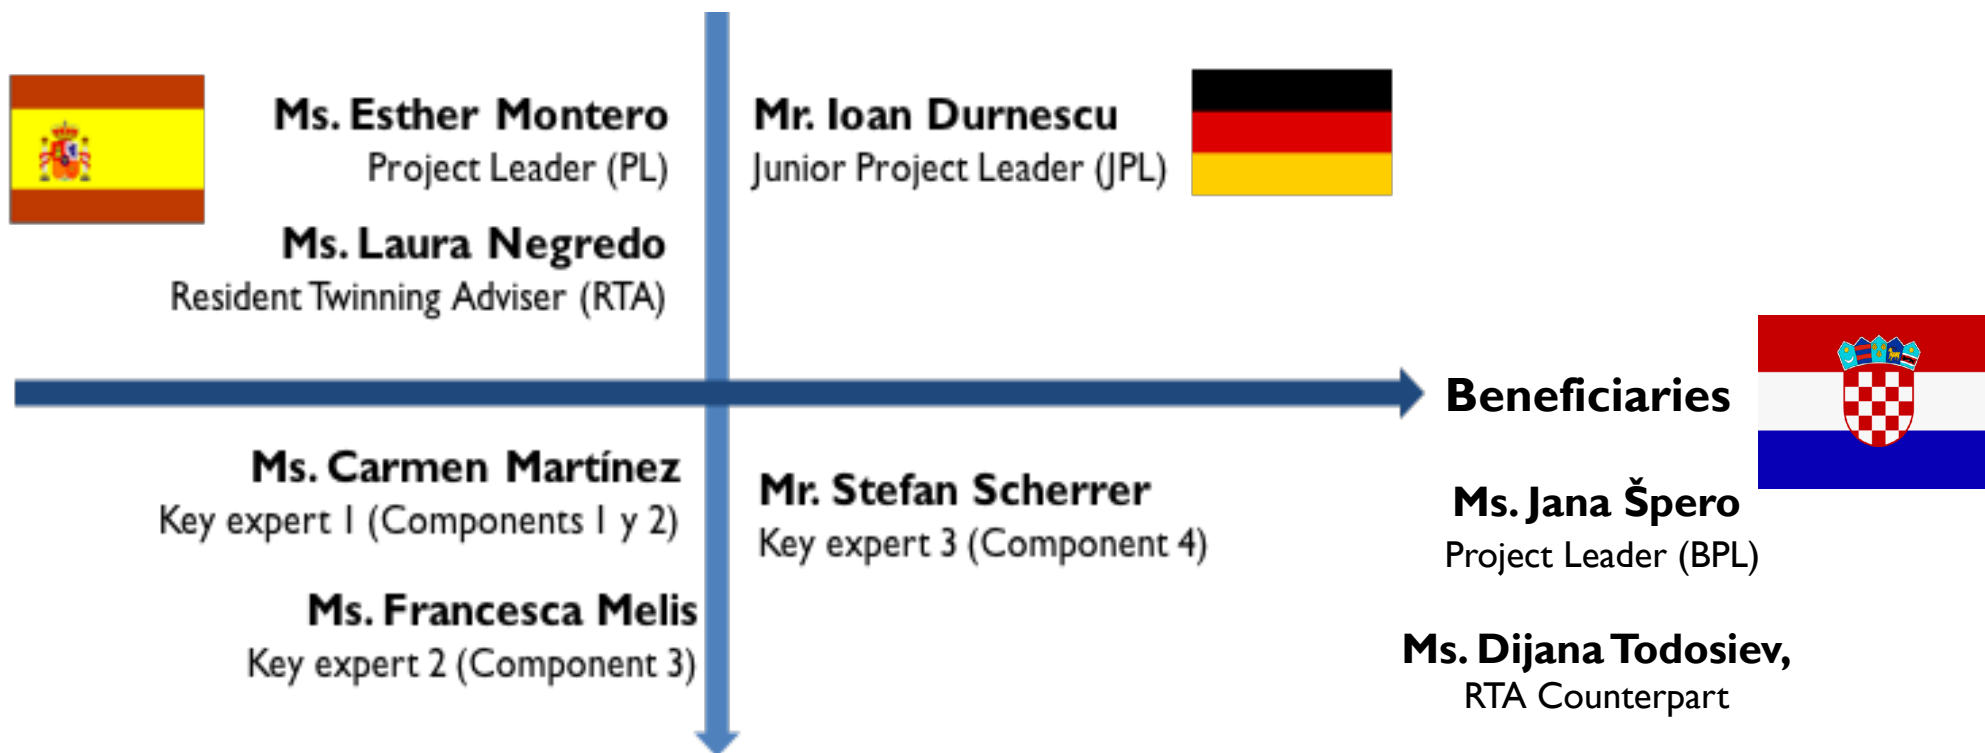 Ms. Esther Montero
Project Leader (PL)
Ms. Laura Negredo
Resident Twinning Adviser (RTA)
Mr. Ioan Durnescu
Junior Project Leader (JPL)
Beneficiaries
Ms. Carmen Martínez
Key expert 1 (Components 1 y 2)
Ms. Francesca Melis
Key expert 2 (Component 3)
Mr. Stefan Scherrer
Key expert 3 (Component 4)
Ms. Jana Špero
Project Leader (BPL)
Ms. Dijana Todosiev,
RTA Counterpart